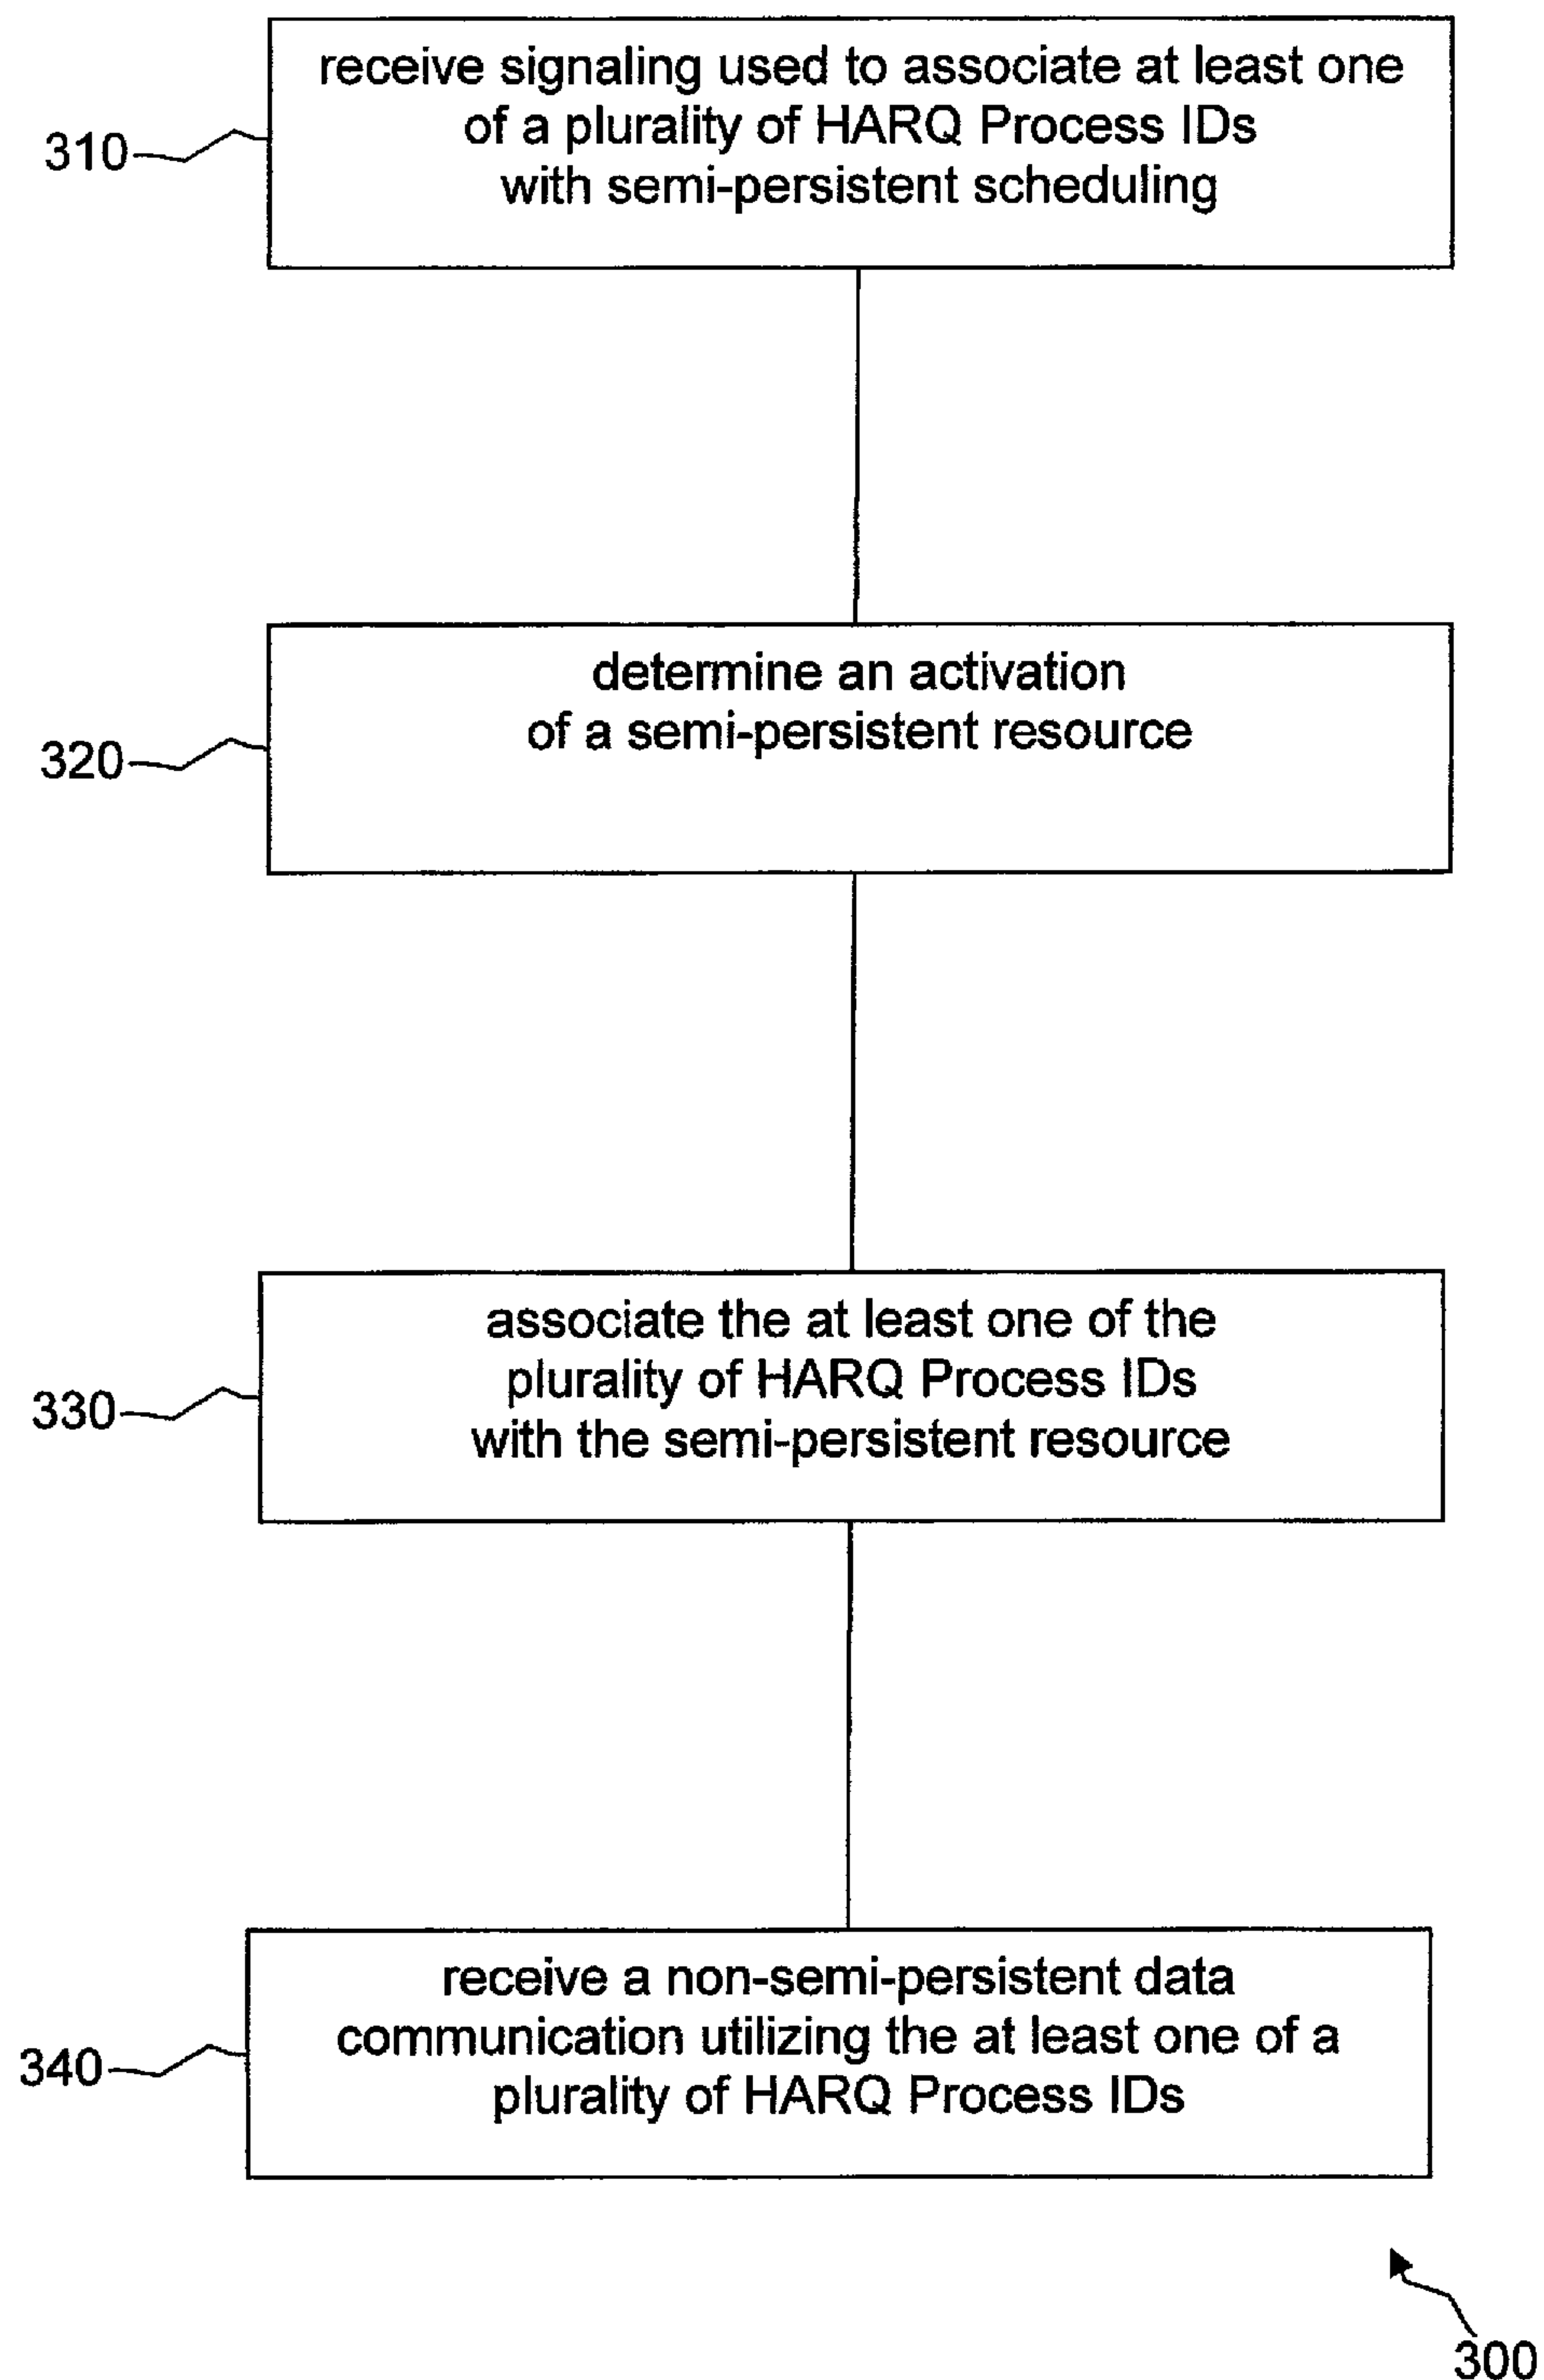 receive signaling used to associate at least one
of a plurality of HARQ Process IDs
with semi-persistent scheduling
310
determine an activation
of a semi-persistent resource
320
associate the at least one of the
plurality of HARQ Process IDs
with the semi-persistent resource
330
receive a non-semi-persistent data
communication utilizing the at least one of a
plurality of HARQ Process IDs
340
300